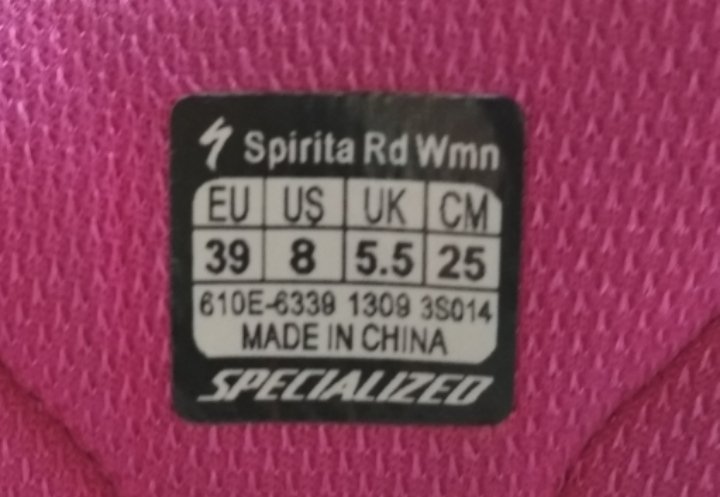 Spirita Rd Wmn
EU US UK CM
39 8 5.5 25
610E-6339 1309 3S014
MADE IN CHINA
SPECIALIZED